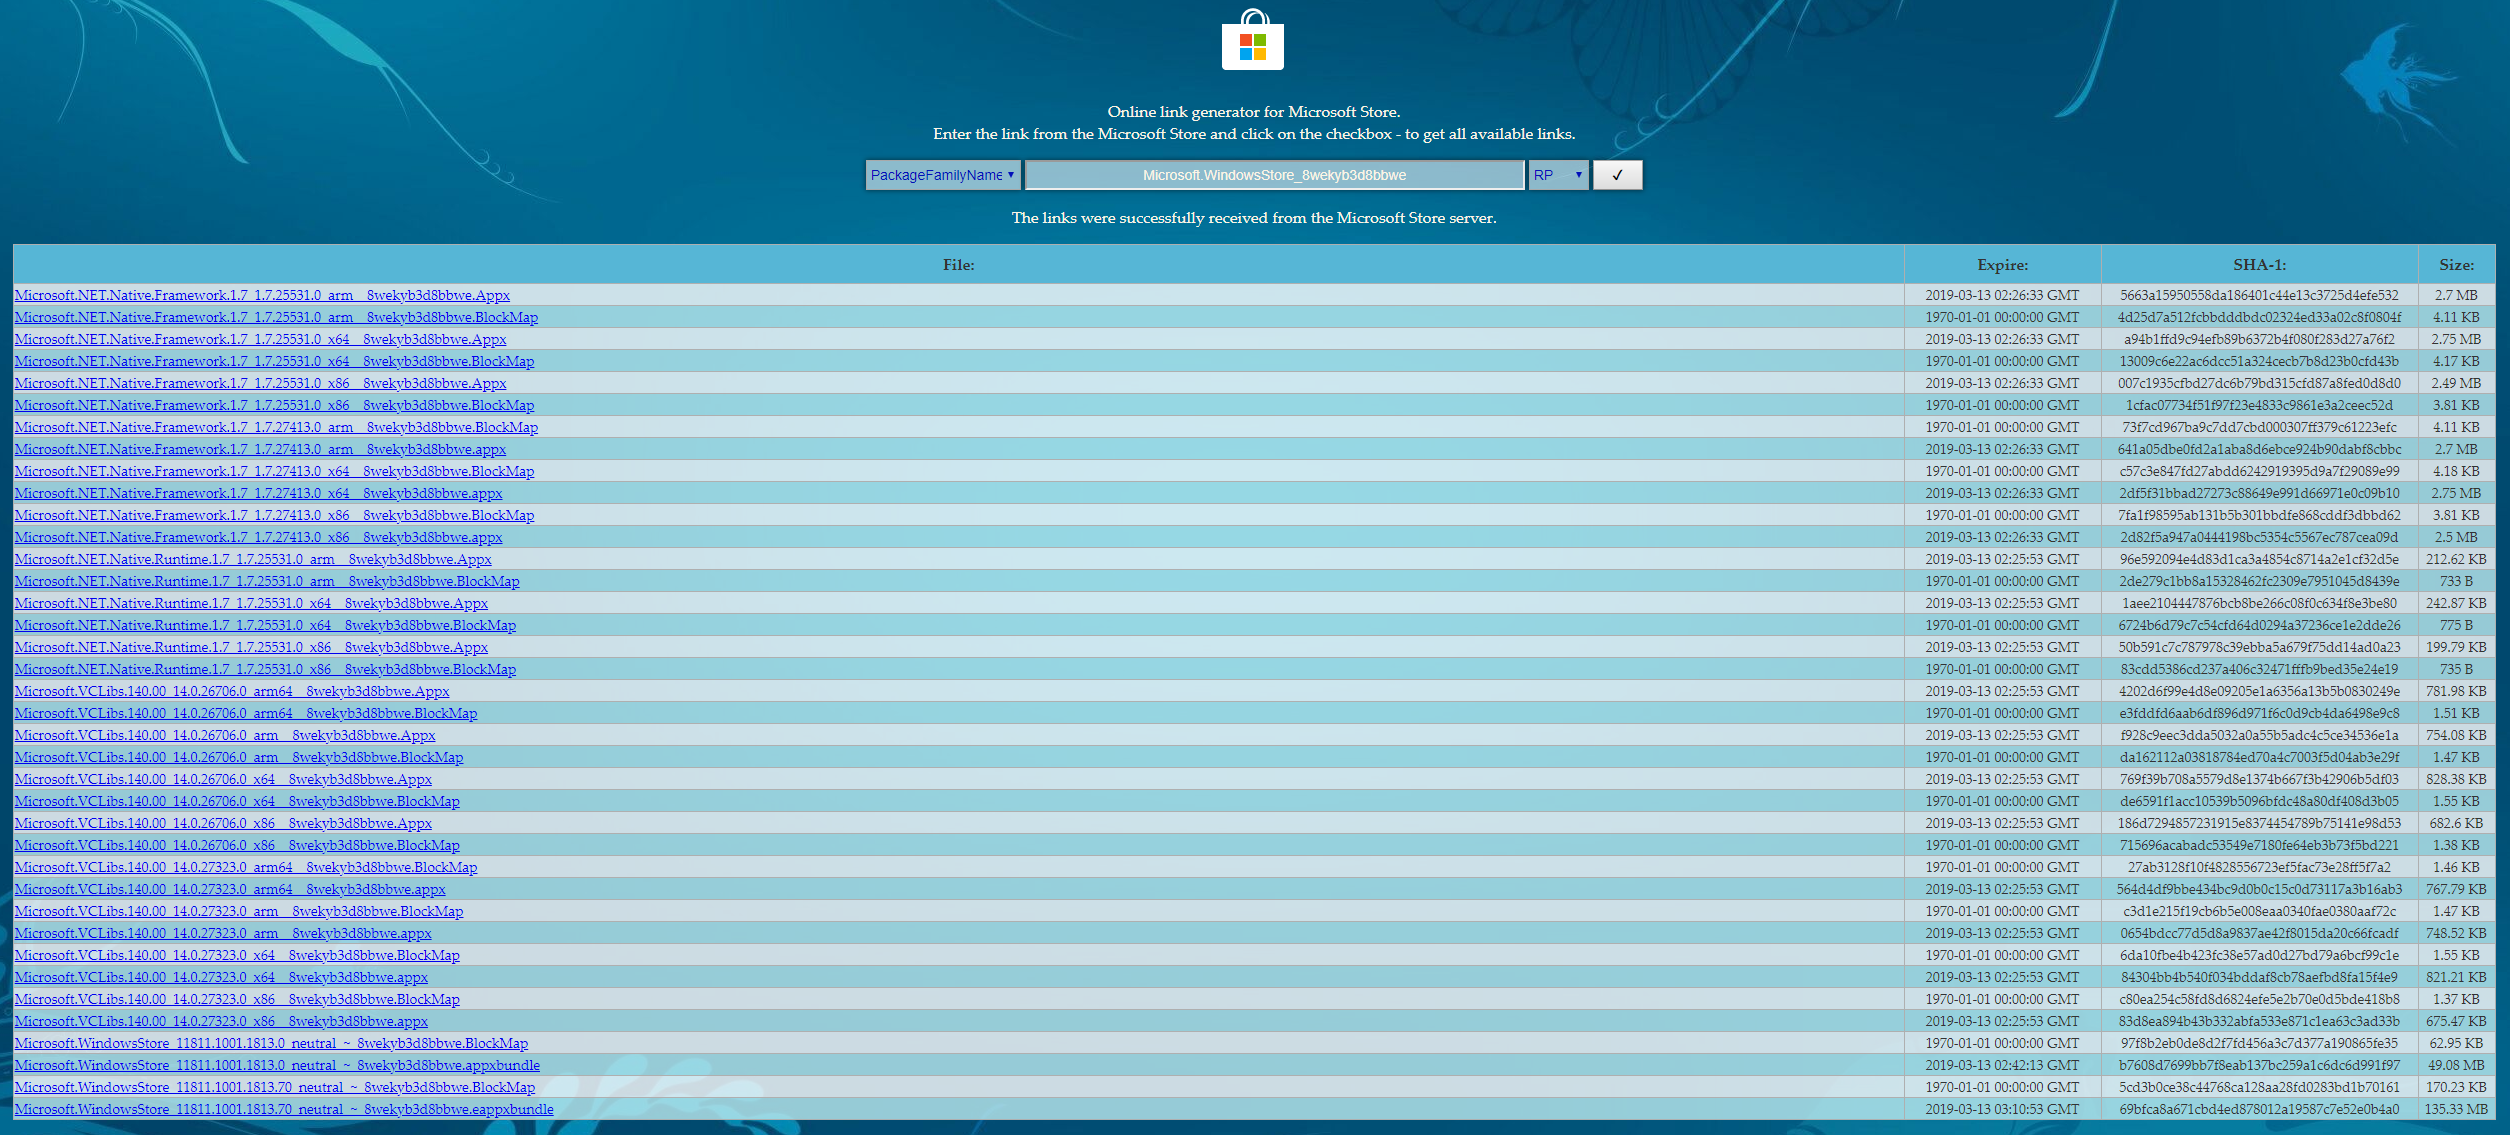 Online link generator for Microsoft Store.
Enter the link from the Microsoft Store and click on the checkbox - to get all available links.
PackageFamilyName Microsoft.WindowsStore_8wekyb3d8bbwe RP ✓
The links were successfully received from the Microsoft Store server.
File: Expire: SHA-1: Size:
Microsoft.NET.Native.Framework.1.7_1.7.25531.0_arm__8wekyb3d8bbwe.Appx 2019-03-13 02:26:33 GMT 5663a15950558da186401c44e13c3725d4efe532 2.7 MB
Microsoft.NET.Native.Framework.1.7_1.7.25531.0_arm__8wekyb3d8bbwe.BlockMap 1970-01-01 00:00:00 GMT 4d25d7a512fcbbdddbdc02324ed33a02c8f0804f 4.11 KB
Microsoft.NET.Native.Framework.1.7_1.7.25531.0_x64__8wekyb3d8bbwe.Appx 2019-03-13 02:26:33 GMT a94b1ffd9c94efb89b6372b4f080f283d27a76f2 2.75 MB
Microsoft.NET.Native.Framework.1.7_1.7.25531.0_x64__8wekyb3d8bbwe.BlockMap 1970-01-01 00:00:00 GMT 13009c6e22ac6dcc51a324cecb7b8d23b0cfd43b 4.17 KB
Microsoft.NET.Native.Framework.1.7_1.7.25531.0_x86__8wekyb3d8bbwe.Appx 2019-03-13 02:26:33 GMT 007c1935cfbd27dc6b79bd315cfd87a8fed0d8d0 2.49 MB
Microsoft.NET.Native.Framework.1.7_1.7.25531.0_x86__8wekyb3d8bbwe.BlockMap 1970-01-01 00:00:00 GMT 1cfac07734f51f97f23e4833c9861e3a2ceec52d 3.81 KB
Microsoft.NET.Native.Framework.1.7_1.7.27413.0_arm__8wekyb3d8bbwe.BlockMap 1970-01-01 00:00:00 GMT 73f7cd967ba9c7dd7cbd000307ff379c61223efc 4.11 KB
Microsoft.NET.Native.Framework.1.7_1.7.27413.0_arm__8wekyb3d8bbwe.appx 2019-03-13 02:26:33 GMT 641a05dbe0fd2a1aba8d6ebce924b90dabf8cbbc 2.7 MB
Microsoft.NET.Native.Framework.1.7_1.7.27413.0_x64__8wekyb3d8bbwe.BlockMap 1970-01-01 00:00:00 GMT c57c3e847fd27abdd6242919395d9a7f29089e99 4.18 KB
Microsoft.NET.Native.Framework.1.7_1.7.27413.0_x64__8wekyb3d8bbwe.appx 2019-03-13 02:26:33 GMT 2df5f31bbad27273c88649e991d66971e0c09b10 2.75 MB
Microsoft.NET.Native.Framework.1.7_1.7.27413.0_x86__8wekyb3d8bbwe.BlockMap 1970-01-01 00:00:00 GMT 7fa1f98595ab131b5b301bbdfe868cddf3dbbd62 3.81 KB
Microsoft.NET.Native.Framework.1.7_1.7.27413.0_x86__8wekyb3d8bbwe.appx 2019-03-13 02:26:33 GMT 2d82f5a947a0444198bc5354c5567ec787cea09d 2.5 MB
Microsoft.NET.Native.Runtime.1.7_1.7.25531.0_arm__8wekyb3d8bbwe.Appx 2019-03-13 02:25:53 GMT 96e592094e4d83d1ca3a4854c8714a2e1cf32d5e 212.62 KB
Microsoft.NET.Native.Runtime.1.7_1.7.25531.0_arm__8wekyb3d8bbwe.BlockMap 1970-01-01 00:00:00 GMT 2de279c1bb8a15328462fc2309e7951045d8439e 733 B
Microsoft.NET.Native.Runtime.1.7_1.7.25531.0_x64__8wekyb3d8bbwe.Appx 2019-03-13 02:25:53 GMT 1aee2104447876bcb8be266c08f0c634f8e3be80 242.87 KB
Microsoft.NET.Native.Runtime.1.7_1.7.25531.0_x64__8wekyb3d8bbwe.BlockMap 1970-01-01 00:00:00 GMT 6724b6d79c7c54cfd64d0294a37236ce1e2dde26 775 B
Microsoft.NET.Native.Runtime.1.7_1.7.25531.0_x86__8wekyb3d8bbwe.Appx 2019-03-13 02:25:53 GMT 50b591c7c787978c39ebba5a679f75dd14ad0a23 199.79 KB
Microsoft.NET.Native.Runtime.1.7_1.7.25531.0_x86__8wekyb3d8bbwe.BlockMap 1970-01-01 00:00:00 GMT 83cdd5386cd237a406c32471fffb9bed35e24e19 735 B
Microsoft.VCLibs.140.00_14.0.26706.0_arm64__8wekyb3d8bbwe.Appx 2019-03-13 02:25:53 GMT 4202d6f99e4d8e09205e1a6356a13b5b0830249e 781.98 KB
Microsoft.VCLibs.140.00_14.0.26706.0_arm64__8wekyb3d8bbwe.BlockMap 1970-01-01 00:00:00 GMT e3fddfd6aab6df896d971f6c0d9cb4da6498e9c8 1.51 KB
Microsoft.VCLibs.140.00_14.0.26706.0_arm__8wekyb3d8bbwe.Appx 2019-03-13 02:25:53 GMT f928c9eec3dda5032a0a55b5adc4c5ce34536e1a 754.08 KB
Microsoft.VCLibs.140.00_14.0.26706.0_arm__8wekyb3d8bbwe.BlockMap 1970-01-01 00:00:00 GMT da162112a03818784ed70a4c7003f5d04ab3e29f 1.47 KB
Microsoft.VCLibs.140.00_14.0.26706.0_x64__8wekyb3d8bbwe.Appx 2019-03-13 02:25:53 GMT 769f39b708a5579d8e1374b667f3b42906b5df03 828.38 KB
Microsoft.VCLibs.140.00_14.0.26706.0_x64__8wekyb3d8bbwe.BlockMap 1970-01-01 00:00:00 GMT de6591f1acc10539b5096bfdc48a80df408d3b05 1.55 KB
Microsoft.VCLibs.140.00_14.0.26706.0_x86__8wekyb3d8bbwe.Appx 2019-03-13 02:25:53 GMT 186d7294857231915e8374454789b75141e98d53 682.6 KB
Microsoft.VCLibs.140.00_14.0.26706.0_x86__8wekyb3d8bbwe.BlockMap 1970-01-01 00:00:00 GMT 715696acabadc53549e7180fe64eb3b73f5bd221 1.38 KB
Microsoft.VCLibs.140.00_14.0.27323.0_arm64__8wekyb3d8bbwe.BlockMap 1970-01-01 00:00:00 GMT 27ab3128f10f4828556723ef5fac73e28ff5f7a2 1.46 KB
Microsoft.VCLibs.140.00_14.0.27323.0_arm64__8wekyb3d8bbwe.appx 2019-03-13 02:25:53 GMT 564d4df9bbe434bc9d0b0c15c0d73117a3b16ab3 767.79 KB
Microsoft.VCLibs.140.00_14.0.27323.0_arm__8wekyb3d8bbwe.BlockMap 1970-01-01 00:00:00 GMT c3d1e215f19cb6b5e008eaa0340fae0380aaf72c 1.47 KB
Microsoft.VCLibs.140.00_14.0.27323.0_arm__8wekyb3d8bbwe.appx 2019-03-13 02:25:53 GMT 0654bdcc77d5d8a9837ae42f8015da20c66fcadf 748.52 KB
Microsoft.VCLibs.140.00_14.0.27323.0_x64__8wekyb3d8bbwe.BlockMap 1970-01-01 00:00:00 GMT 6da10fbe4b423fc38e57ad0d27bd79a6bcf99c1e 1.55 KB
Microsoft.VCLibs.140.00_14.0.27323.0_x64__8wekyb3d8bbwe.appx 2019-03-13 02:25:53 GMT 84304bb4b540f034bddaf8cb78aefbd8fa15f4e9 821.21 KB
Microsoft.VCLibs.140.00_14.0.27323.0_x86__8wekyb3d8bbwe.BlockMap 1970-01-01 00:00:00 GMT c80ea254c58fd8d6824efe5e2b70e0d5bde418b8 1.37 KB
Microsoft.VCLibs.140.00_14.0.27323.0_x86__8wekyb3d8bbwe.appx 2019-03-13 02:25:53 GMT 83d8ea894b43b332abfa533e871c1ea63c3ad33b 675.47 KB
Microsoft.WindowsStore_11811.1001.1813.0_neutral_~_8wekyb3d8bbwe.BlockMap 1970-01-01 00:00:00 GMT 97f8b2eb0de8d2f7fd456a3c7d377a190865fe35 62.95 KB
Microsoft.WindowsStore_11811.1001.1813.0_neutral_~_8wekyb3d8bbwe.appxbundle 2019-03-13 02:42:13 GMT b7608d7699bb7f8eab137bc259a1c6dc6d991f97 49.08 MB
Microsoft.WindowsStore_11811.1001.1813.70_neutral_~_8wekyb3d8bbwe.BlockMap 1970-01-01 00:00:00 GMT 5cd3b0ce38c44768ca128aa28fd0283bd1b70161 170.23 KB
Microsoft.WindowsStore_11811.1001.1813.70_neutral_~_8wekyb3d8bbwe.eappxbundle 2019-03-13 03:10:53 GMT 69bfca8a671cbd4ed878012a19587c7e52e0b4a0 135.33 MB